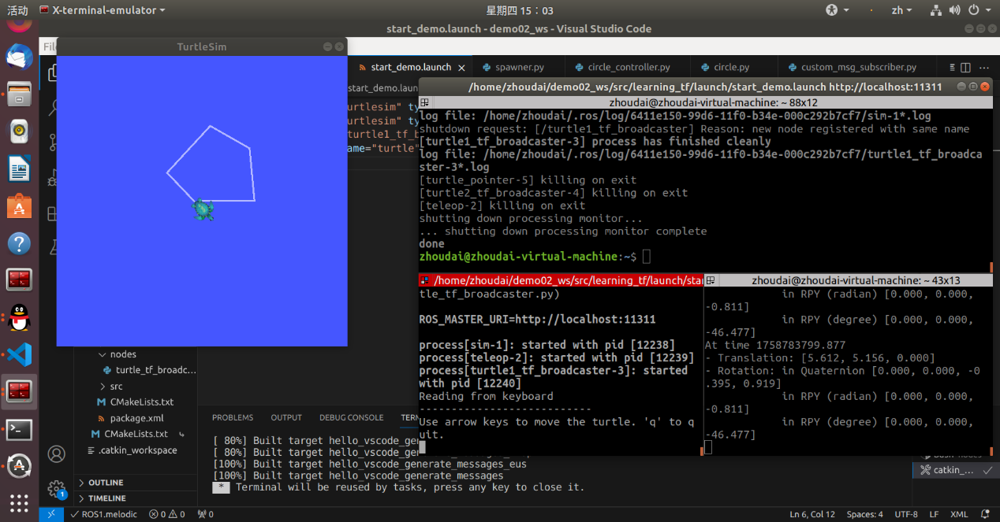 活动
X-terminal-emulator
星期四 15：03
zh
start_demo.launch - demo02_ws - Visual Studio Code
TurtleSim
start_demo.launch
spawner.py
circle_controller.py
circle.py
custom_msg_subscriber.py
/home/zhoudai/demo02_ws/src/learning_tf/launch/start_demo.launch http://localhost:11311
zhoudai@zhoudai-virtual-machine: ~ 88x12
log file: /home/zhoudai/.ros/log/6411e150-99d6-11f0-b34e-000c292b7cf7/sim-1*.log
shutdown request: [/turtle1_tf_broadcaster] Reason: new node registered with same name
[turtle1_tf_broadcaster-3] process has finished cleanly
log file: /home/zhoudai/.ros/log/6411e150-99d6-11f0-b34e-000c292b7cf7/turtle1_tf_broadca
ster-3*.log
[turtle_pointer-5] killing on exit
[turtle2_tf_broadcaster-4] killing on exit
[teleop-2] killing on exit
shutting down processing monitor...
... shutting down processing monitor complete
done
zhoudai@zhoudai-virtual-machine:~$
/home/zhoudai/demo02_ws/src/learning_tf/launch/star
tle_tf_broadcaster.py)
ROS_MASTER_URI=http://localhost:11311
process[sim-1]: started with pid [12238]
process[teleop-2]: started with pid [12239]
process[turtle1_tf_broadcaster-3]: started
with pid [12240]
Reading from keyboard
---------------------------
Use arrow keys to move the turtle. 'q' to q
uit.
zhoudai@zhoudai-virtual-machine: ~ 43x13
in RPY (radian) [0.000, 0.000,
-0.811]
in RPY (degree) [0.000, 0.000,
-46.477]
At time 1758783799.877
- Translation: [5.612, 5.156, 0.000]
- Rotation: in Quaternion [0.000, 0.000, -0
.395, 0.919]
in RPY (radian) [0.000, 0.000,
-0.811]
in RPY (degree) [0.000, 0.000,
-46.477]
nodes
turtle_tf_broadc...
src
CMakeLists.txt
package.xml
CMakeLists.txt
.catkin_workspace
OUTLINE
TIMELINE
PROBLEMS
OUTPUT
DEBUG CONSOLE
[ 80%] Built target hello_vscode_gen
[ 80%] Built target hello_vscode_gen
[100%] Built target hello_vscode_generate_messages_eus
[100%] Built target hello_vscode_generate_messages
* Terminal will be reused by tasks, press any key to close it.
catkin_...
1
ROS1.melodic
0
0
0
Ln 6, Col 12
Spaces: 4
UTF-8
LF
XML